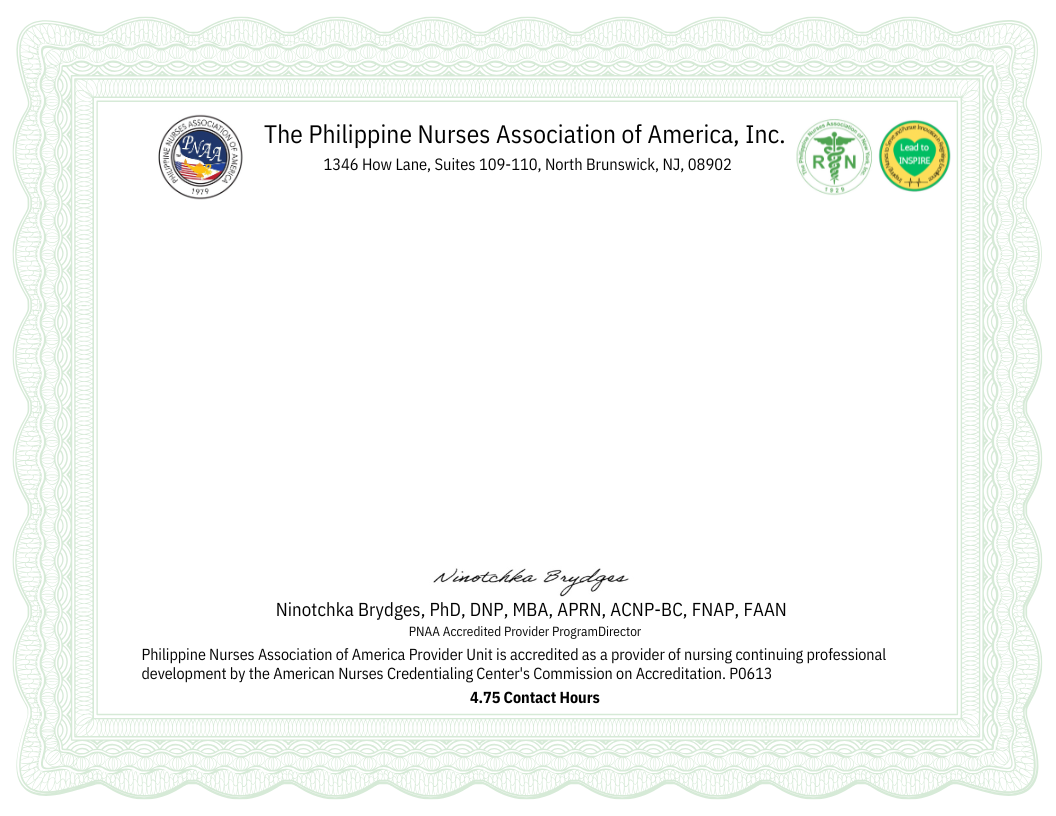 The Philippine Nurses Association of America, Inc.
1346 How Lane, Suites 109-110, North Brunswick, NJ, 08902
PHILIPPINE NURSES ASSOCIATION OF AMERICA
PNAA
1979
The Philippine Nurses Association of New
Inc.
RN
1929
Lead to
INSPIRE
Ninotchka Brydges
Ninotchka Brydges, PhD, DNP, MBA, APRN, ACNP-BC, FNAP, FAAN
PNAA Accredited Provider ProgramDirector
Philippine Nurses Association of America Provider Unit is accredited as a provider of nursing continuing professional
development by the American Nurses Credentialing Center's Commission on Accreditation. P0613
4.75 Contact Hours